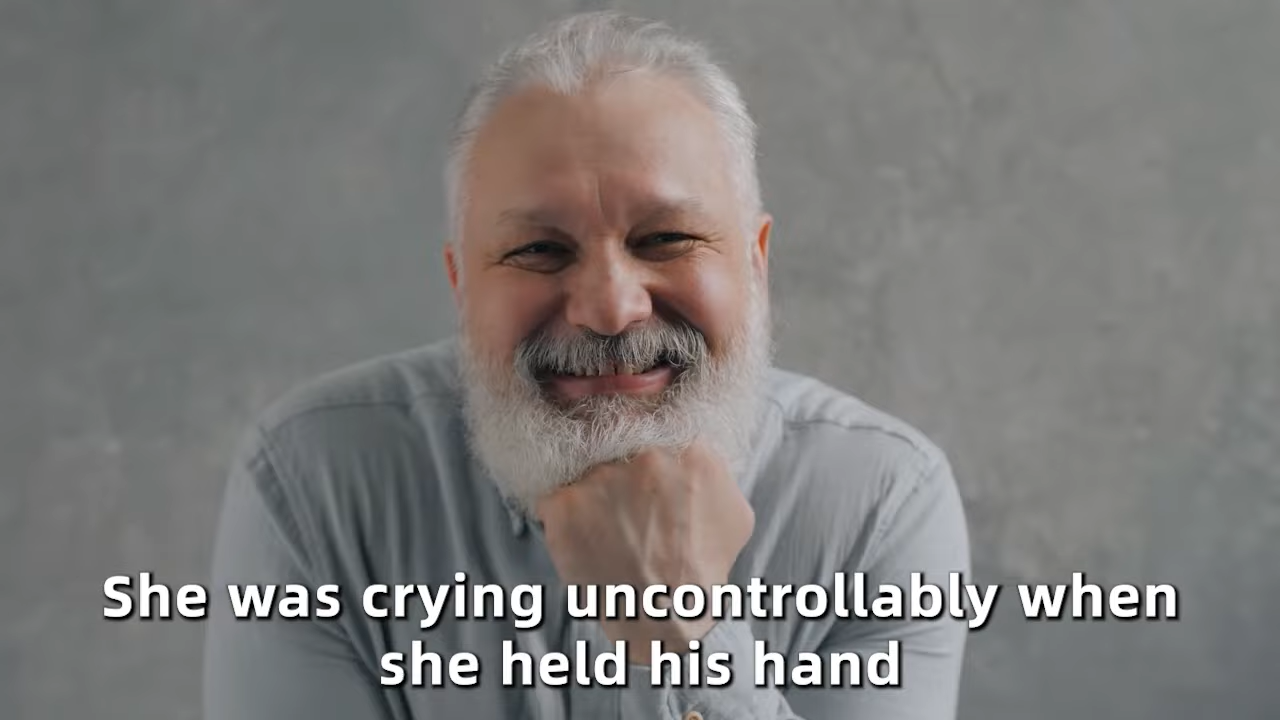 She was crying uncontrollably when
she held his hand